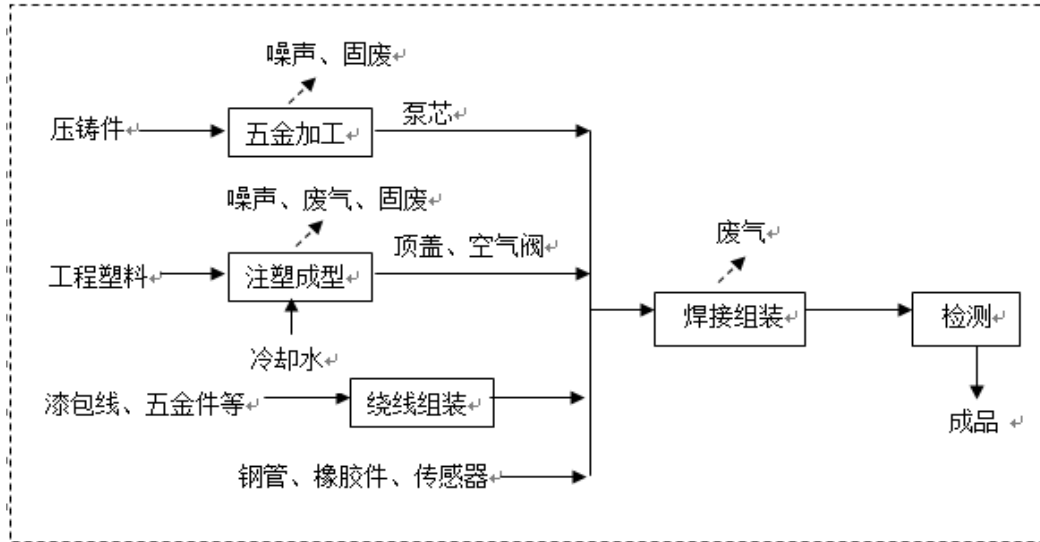 噪声、固废
压铸件
五金加工
泵芯
噪声、废气、固废
工程塑料
注塑成型
顶盖、空气阀
废气
焊接组装
检测
冷却水
漆包线、五金件等
绕线组装
成品
钢管、橡胶件、传感器